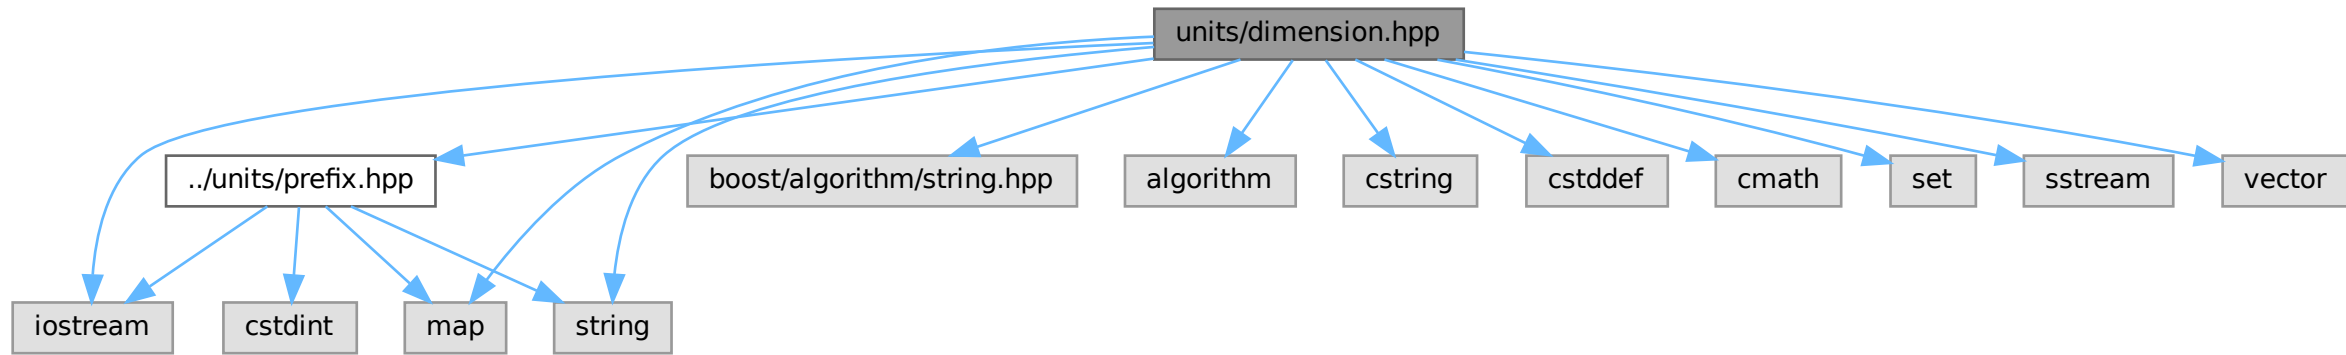 units/dimension.hpp
../units/prefix.hpp
boost/algorithm/string.hpp
algorithm
cstring
cstddef
cmath
set
sstream
vector
iostream
cstdint
map
string